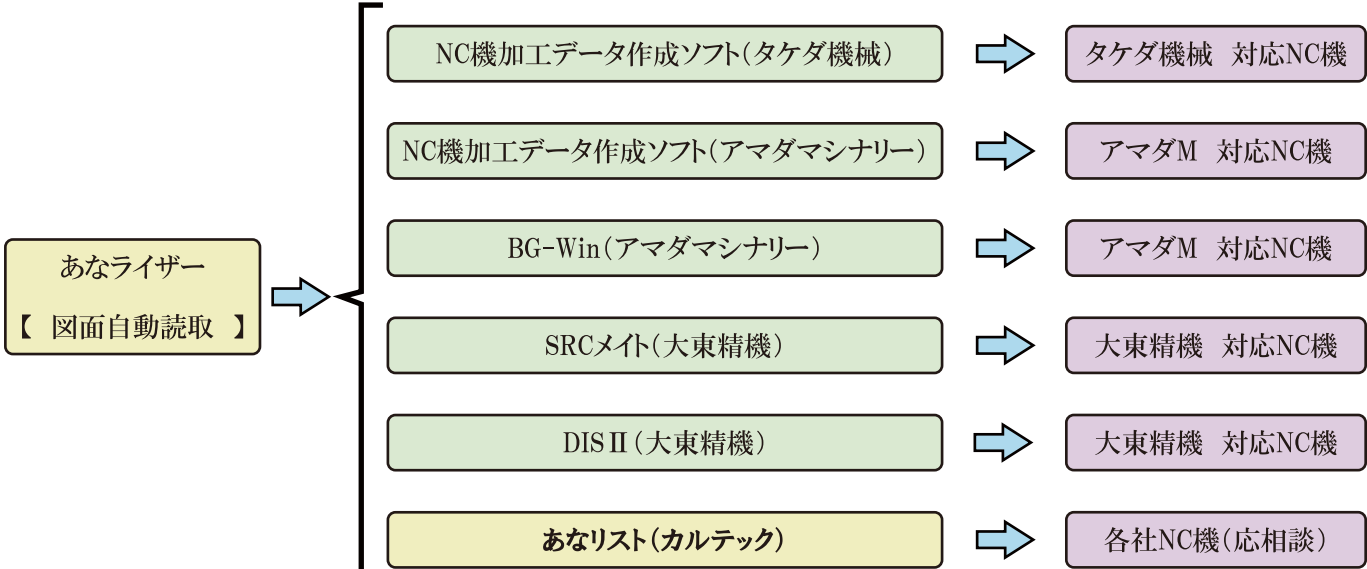 あなライザー
【 図面自動読取 】
NC機加工データ作成ソフト(タケダ機械)
タケダ機械 対応NC機
NC機加工データ作成ソフト(アマダマシナリー)
アマダM 対応NC機
BG-Win(アマダマシナリー)
アマダM 対応NC機
SRCメイト(大東精機)
大東精機 対応NC機
DISⅡ(大東精機)
大東精機 対応NC機
あなリスト(カルテック)
各社NC機(応相談)